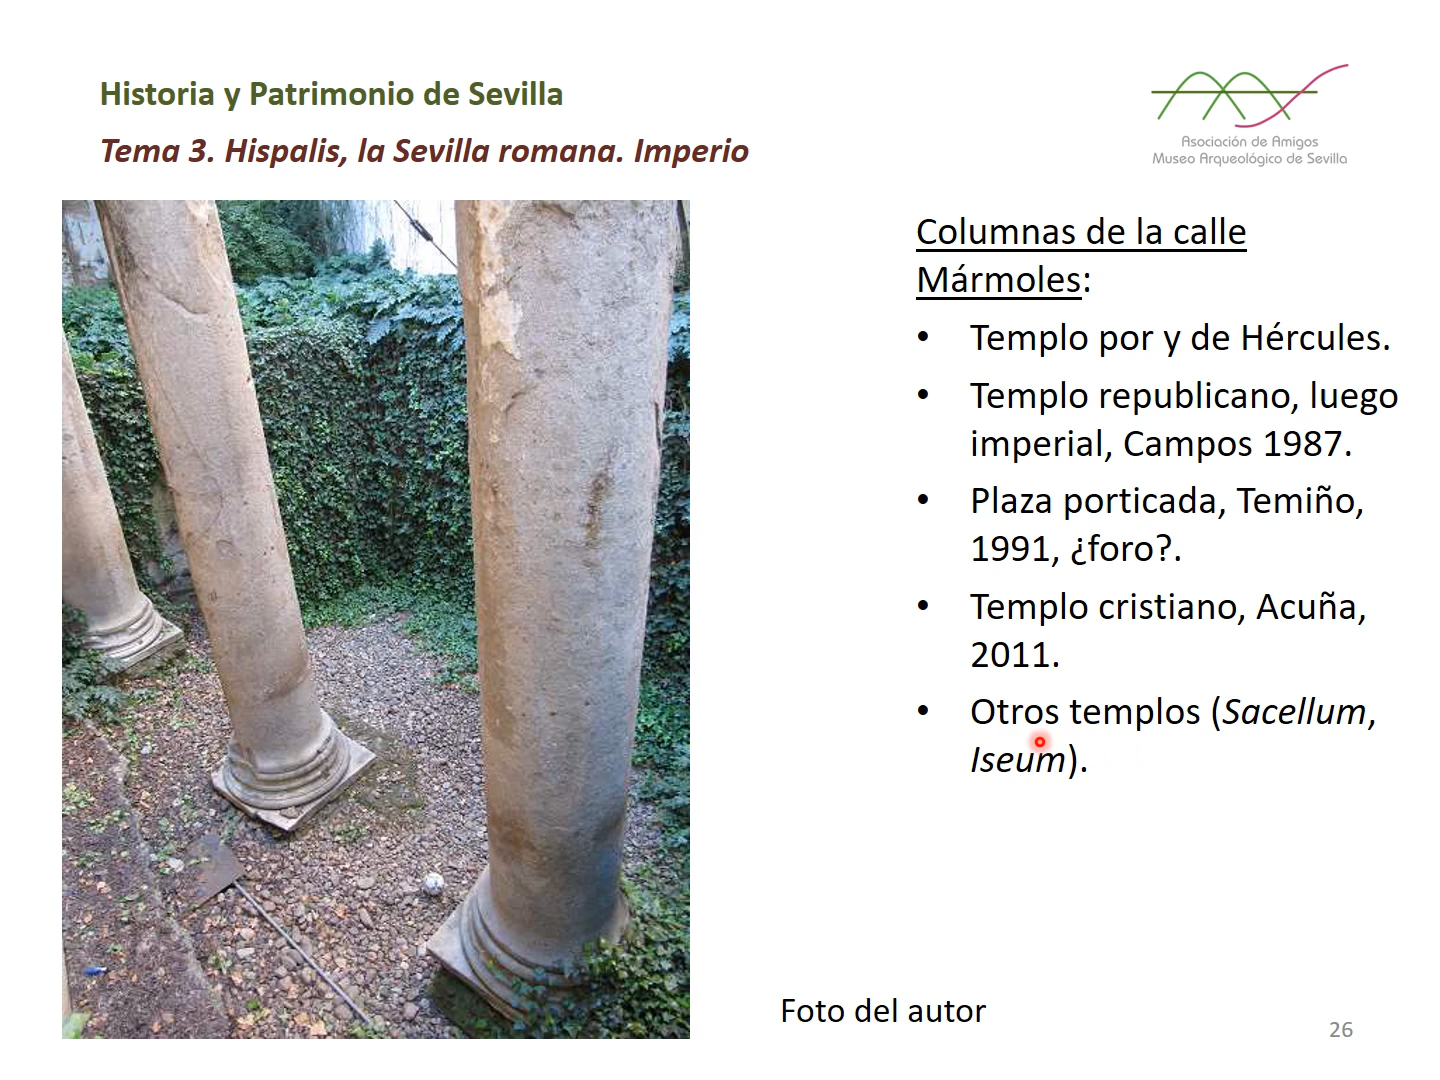 Historia y Patrimonio de Sevilla
Tema 3. Hispalis, la Sevilla romana. Imperio
Asociación de Amigos
Museo Arqueológico de Sevilla
Columnas de la calle
Mármoles:
• Templo por y de Hércules.
• Templo republicano, luego
imperial, Campos 1987.
• Plaza porticada, Temiño,
1991, ¿foro?.
• Templo cristiano, Acuña,
2011.
• Otros templos (Sacellum,
Iseum).
Foto del autor
26